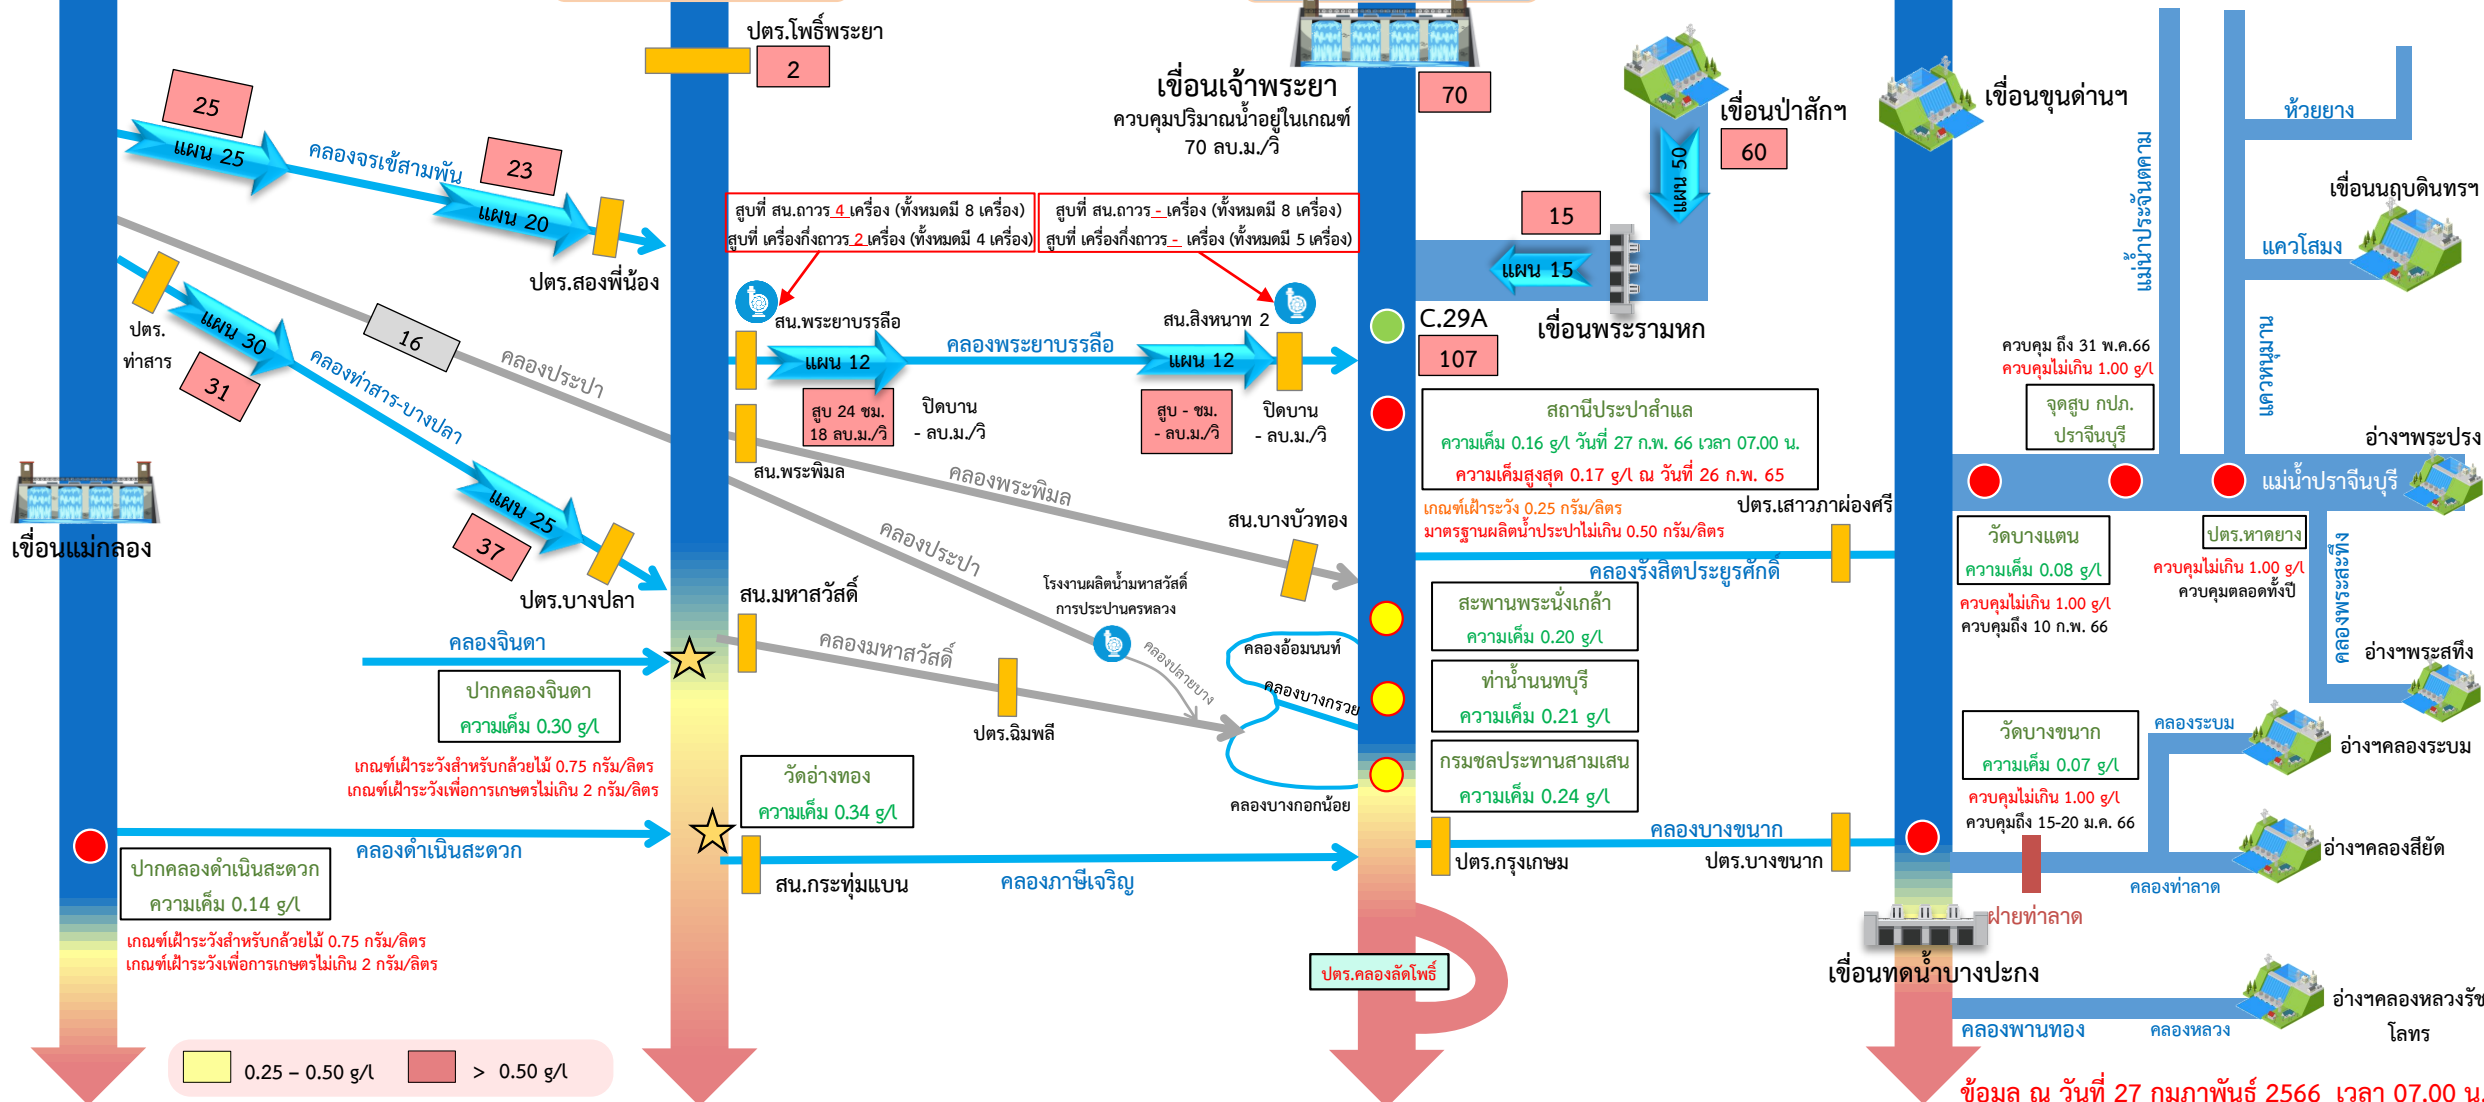 ปตร.โพธิ์พระยา
2
25
แผน 25
คลองจรเข้สามพัน
23
แผน 20
ปตร.สองพี่น้อง
เขื่อนเจ้าพระยา
ควบคุมปริมาณน้ำอยู่ในเกณฑ์
70 ลบ.ม./วิ
70
เขื่อนป่าสักฯ
60
แผน 50
15
แผน 15
เขื่อนพระรามหก
เขื่อนขุนด่านฯ
แม่น้ำประจันตคาม
ห้วยยาง
เขื่อนนฤบดินทรฯ
แควโสมง
แควหนุมาน
สูบที่ สน.ถาวร 4 เครื่อง (ทั้งหมดมี 8 เครื่อง)
สูบที่ เครื่องกึ่งถาวร 2 เครื่อง (ทั้งหมดมี 4 เครื่อง)
สูบที่ สน.ถาวร - เครื่อง (ทั้งหมดมี 8 เครื่อง)
สูบที่ เครื่องกึ่งถาวร - เครื่อง (ทั้งหมดมี 5 เครื่อง)
ปตร.
ท่าสาร
แผน 30
31
คลองท่าสาร-บางปลา
16
คลองประปา
สน.พระยาบรรลือ
แผน 12
คลองพระยาบรรลือ
สน.สิงหนาท 2
แผน 12
สูบ 24 ชม.
18 ลบ.ม./วิ
ปิดบาน
- ลบ.ม./วิ
สูบ - ชม.
- ลบ.ม./วิ
ปิดบาน
- ลบ.ม./วิ
C.29A
107
สถานีประปาสำแล
ความเค็ม 0.16 g/l วันที่ 27 ก.พ. 66 เวลา 07.00 น.
ความเค็มสูงสุด 0.17 g/l ณ วันที่ 26 ก.พ. 65
เกณฑ์เฝ้าระวัง 0.25 กรัม/ลิตร
มาตรฐานผลิตน้ำประปาไม่เกิน 0.50 กรัม/ลิตร
ปตร.เสาวภาผ่องศรี
คลองรังสิตประยูรศักดิ์
ควบคุม ถึง 31 พ.ค.66
ควบคุมไม่เกิน 1.00 g/l
จุดสูบ กปภ.
ปราจีนบุรี
อ่างฯพระปรง
แม่น้ำปราจีนบุรี
เขื่อนแม่กลอง
แผน 25
37
ปตร.บางปลา
สน.พระพิมล
คลองพระพิมล
สน.บางบัวทอง
คลองประปา
โรงงานผลิตน้ำมหาสวัสดิ์
การประปานครหลวง
คลองปลายบาง
สน.มหาสวัสดิ์
คลองมหาสวัสดิ์
ปตร.ฉิมพลี
คลองอ้อมนนท์
คลองบางกรวย
คลองบางกอกน้อย
สะพานพระนั่งเกล้า
ความเค็ม 0.20 g/l
ท่าน้ำนนทบุรี
ความเค็ม 0.21 g/l
กรมชลประทานสามเสน
ความเค็ม 0.24 g/l
วัดบางแตน
ความเค็ม 0.08 g/l
ควบคุมไม่เกิน 1.00 g/l
ควบคุมถึง 10 ก.พ. 66
ปตร.หาดยาง
ควบคุมไม่เกิน 1.00 g/l
ควบคุมตลอดทั้งปี
คลองพระสะทึง
อ่างฯพระสทึง
คลองจินดา
ปากคลองจินดา
ความเค็ม 0.30 g/l
เกณฑ์เฝ้าระวังสำหรับกล้วยไม้ 0.75 กรัม/ลิตร
เกณฑ์เฝ้าระวังเพื่อการเกษตรไม่เกิน 2 กรัม/ลิตร
วัดอ่างทอง
ความเค็ม 0.34 g/l
คลองดำเนินสะดวก
ปากคลองดำเนินสะดวก
ความเค็ม 0.14 g/l
เกณฑ์เฝ้าระวังสำหรับกล้วยไม้ 0.75 กรัม/ลิตร
เกณฑ์เฝ้าระวังเพื่อการเกษตรไม่เกิน 2 กรัม/ลิตร
สน.กระทุ่มแบน
คลองภาษีเจริญ
ปตร.กรุงเกษม
คลองบางขนาก
ปตร.บางขนาก
วัดบางขนาก
ความเค็ม 0.07 g/l
ควบคุมไม่เกิน 1.00 g/l
ควบคุมถึง 15-20 ม.ค. 66
คลองระบม
อ่างฯคลองระบม
อ่างฯคลองสียัด
คลองท่าลาด
ฝายท่าลาด
ปตร.คลองลัดโพธิ์
เขื่อนทดน้ำบางปะกง
อ่างฯคลองหลวงรัช
โลทร
คลองพานทอง
คลองหลวง
0.25 – 0.50 g/l
> 0.50 g/l
ข้อมูล ณ วันที่ 27 กุมภาพันธ์ 2566 เวลา 07.00 น.